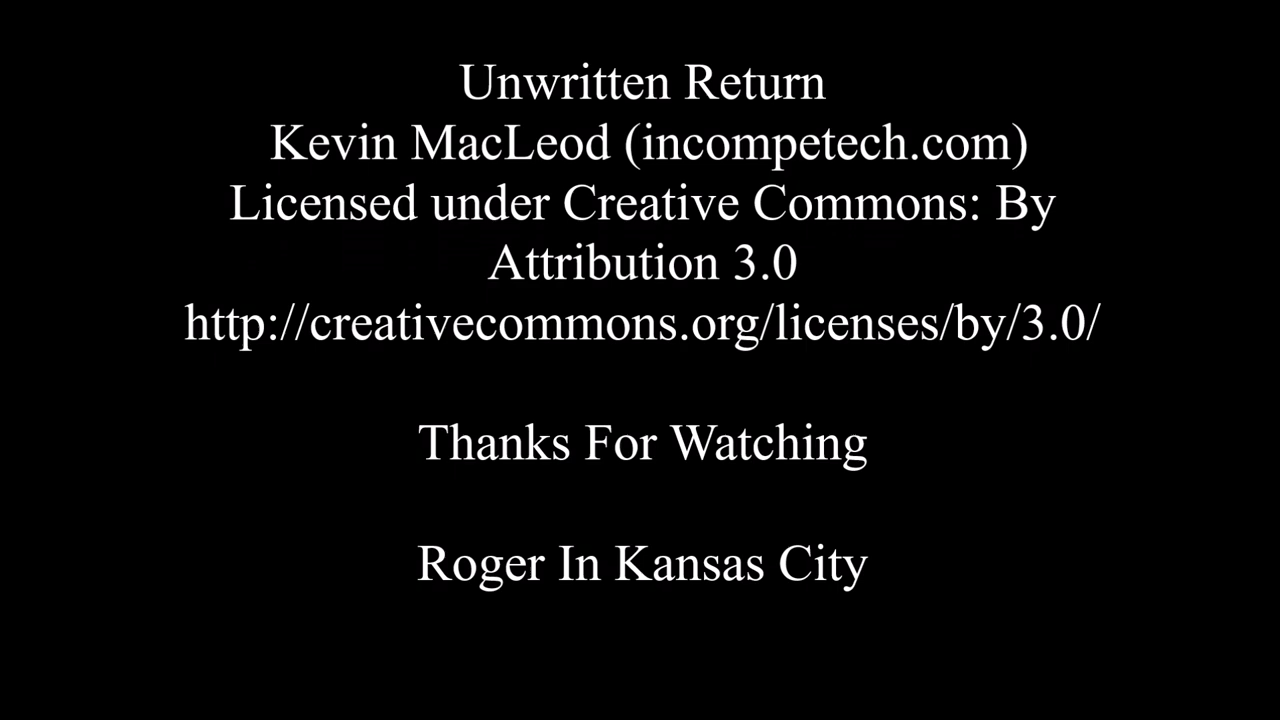 Unwritten Return
Kevin MacLeod (incompetech.com)
Licensed under Creative Commons: By
Attribution 3.0
http://creativecommons.org/licenses/by/3.0/
Thanks For Watching
Roger In Kansas City